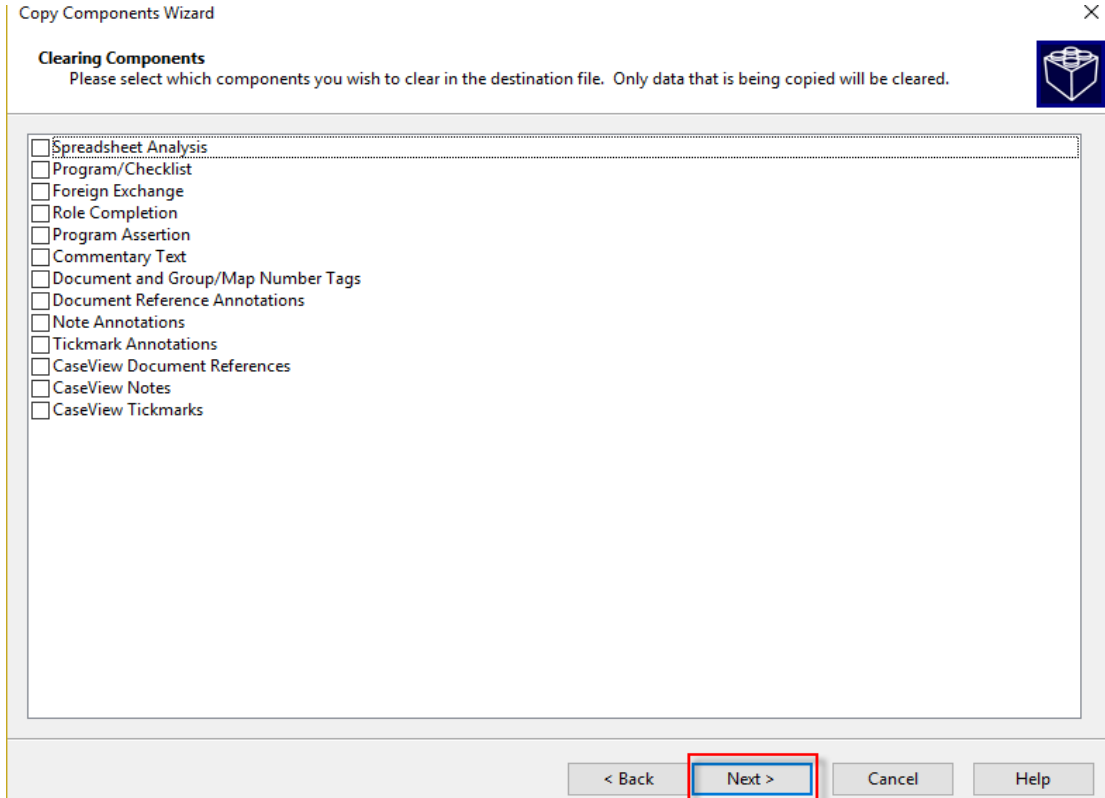 Copy Components Wizard
Clearing Components
Please select which components you wish to clear in the destination file. Only data that is being copied will be cleared.
Spreadsheet Analysis
Program/Checklist
Foreign Exchange
Role Completion
Program Assertion
Commentary Text
Document and Group/Map Number Tags
Document Reference Annotations
Note Annotations
Tickmark Annotations
CaseView Document References
CaseView Notes
CaseView Tickmarks
< Back Next > Cancel Help